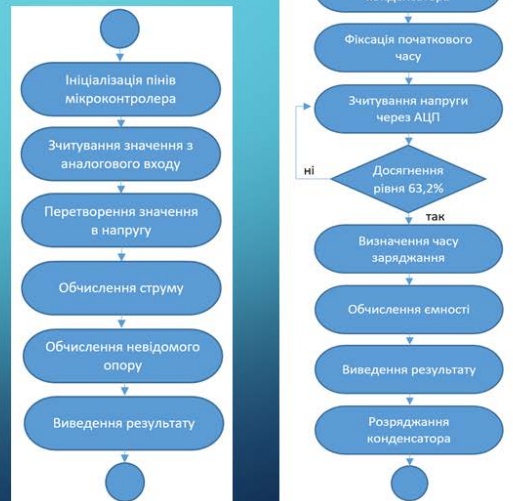 Ініціалізація пінів
мікроконтролера
Зчитування значення з
аналогового входу
Перетворення значення
в напругу
Обчислення струму
Обчислення невідомого
опору
Виведення результату
конденсатора
Фіксація початкового
часу
Зчитування напруги
через АЦП
ні
Досягнення
рівня 63,2%
так
Визначення часу
заряджання
Обчислення ємності
Виведення результату
Розряджання
конденсатора